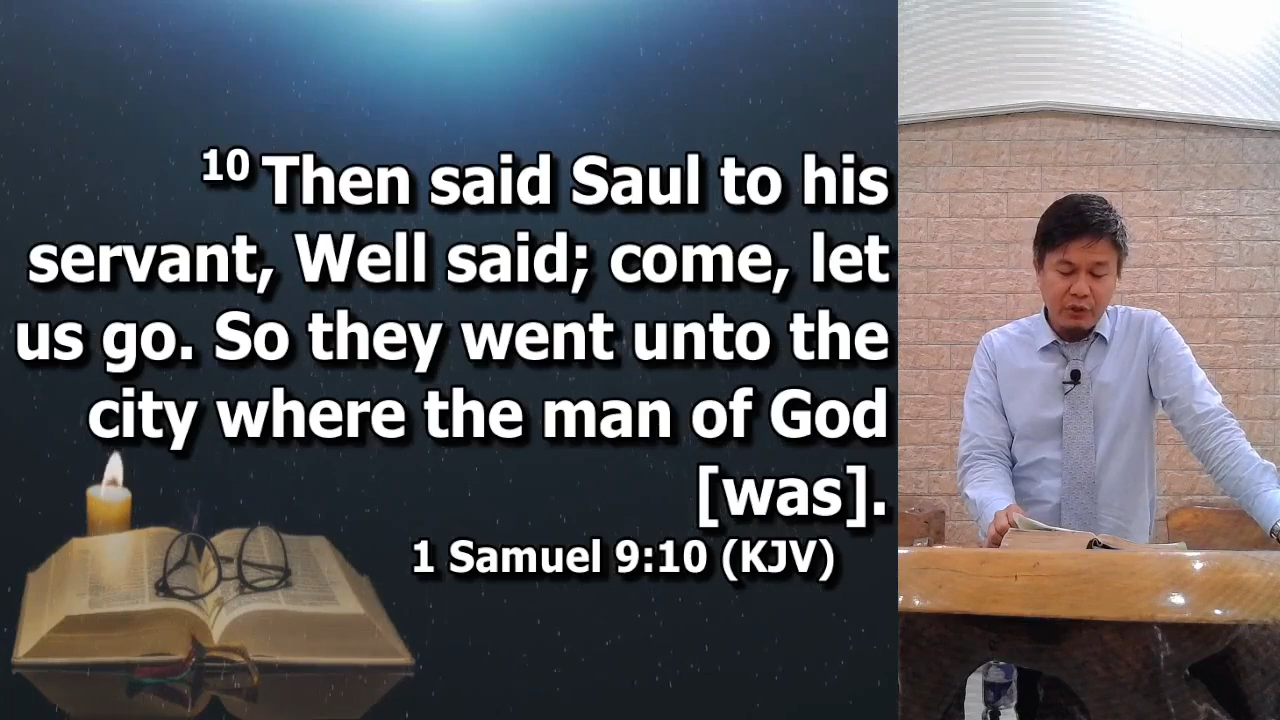 10 Then said Saul to his
servant, Well said; come, let
us go. So they went unto the
city where the man of God
[was].
1 Samuel 9:10 (KJV)